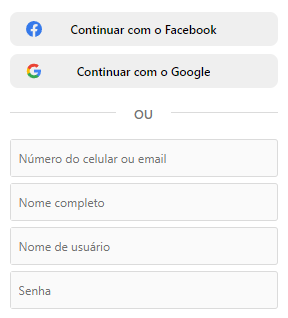 Continuar com o Facebook
Continuar com o Google
OU
Número do celular ou email
Nome completo
Nome de usuário
Senha